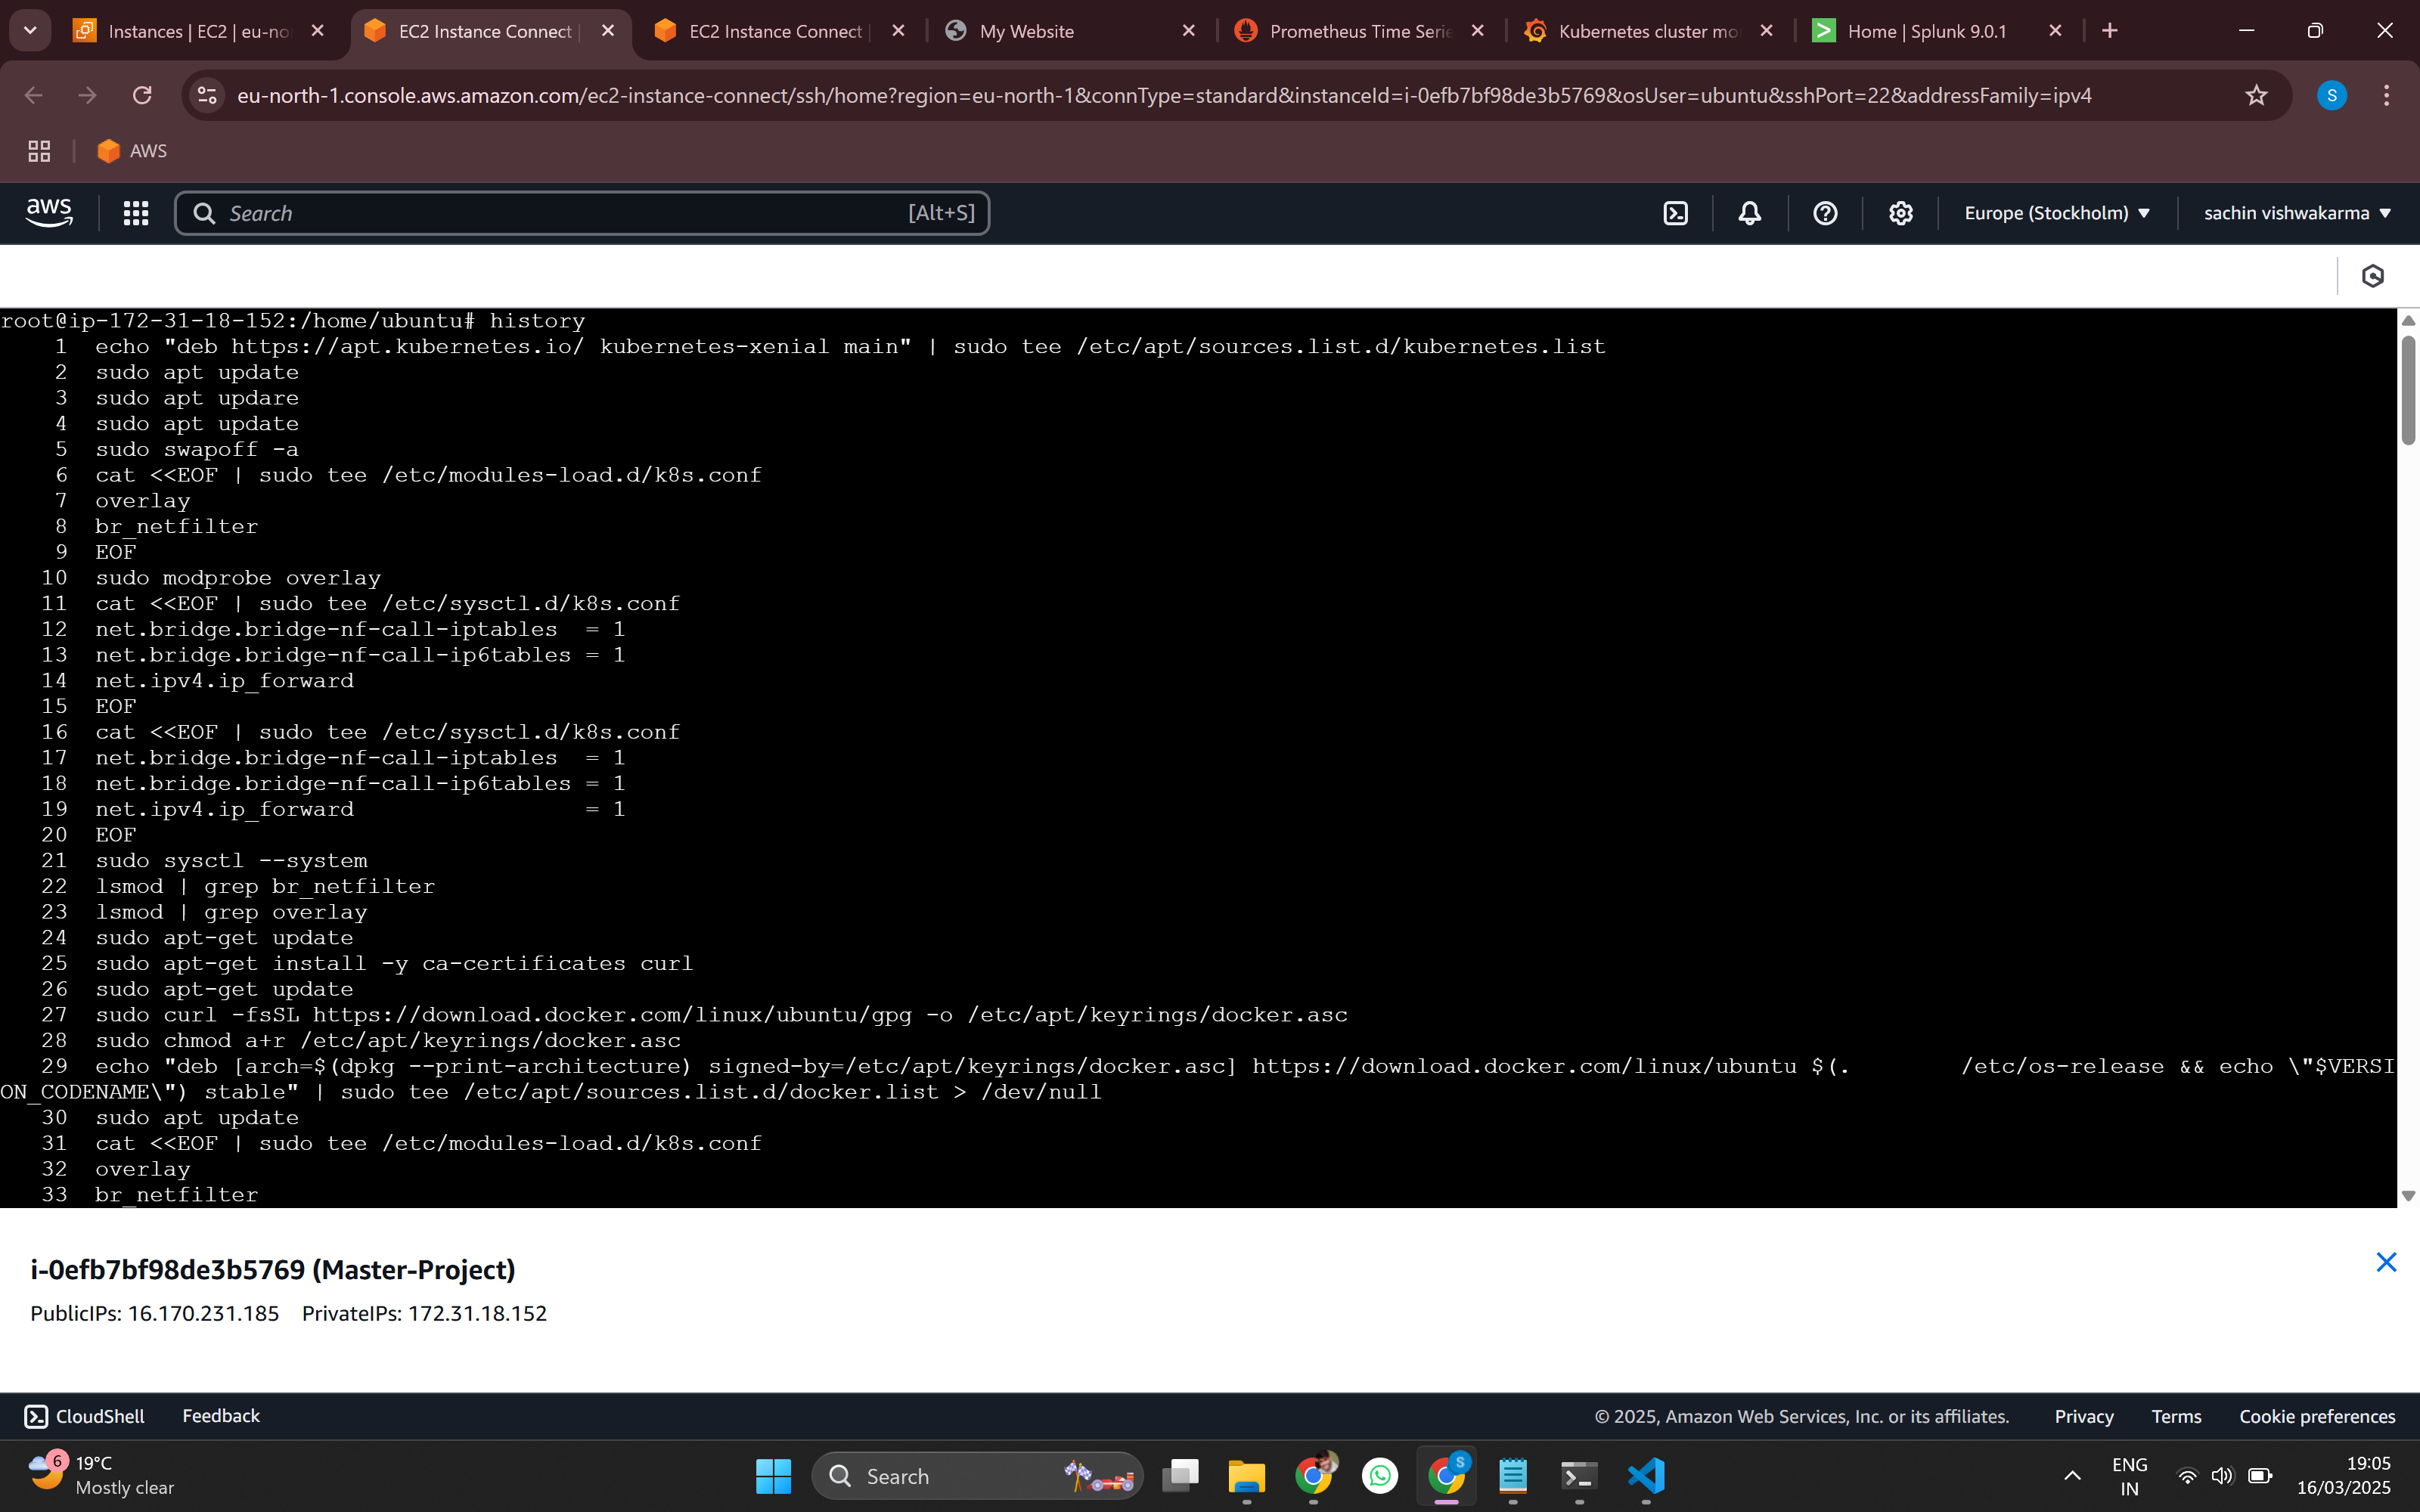 Instances | EC2 | eu-no
EC2 Instance Connect |
EC2 Instance Connect |
My Website
Prometheus Time Serie
Kubernetes cluster mo
Home | Splunk 9.0.1
eu-north-1.console.aws.amazon.com/ec2-instance-connect/ssh/home?region=eu-north-1&connType=standard&instanceId=i-0efb7bf98de3b5769&osUser=ubuntu&sshPort=22&addressFamily=ipv4
S
AWS
aws
Search
[Alt+S]
Europe (Stockholm)
sachin vishwakarma
root@ip-172-31-18-152:/home/ubuntu# history
1 echo "deb https://apt.kubernetes.io/ kubernetes-xenial main" | sudo tee /etc/apt/sources.list.d/kubernetes.list
2 sudo apt update
3 sudo apt updare
4 sudo apt update
5 sudo swapoff -a
6 cat <<EOF | sudo tee /etc/modules-load.d/k8s.conf
7 overlay
8 br_netfilter
9 EOF
10 sudo modprobe overlay
11 cat <<EOF | sudo tee /etc/sysctl.d/k8s.conf
12 net.bridge.bridge-nf-call-iptables  = 1
13 net.bridge.bridge-nf-call-ip6tables = 1
14 net.ipv4.ip_forward
15 EOF
16 cat <<EOF | sudo tee /etc/sysctl.d/k8s.conf
17 net.bridge.bridge-nf-call-iptables  = 1
18 net.bridge.bridge-nf-call-ip6tables = 1
19 net.ipv4.ip_forward                 = 1
20 EOF
21 sudo sysctl --system
22 lsmod | grep br_netfilter
23 lsmod | grep overlay
24 sudo apt-get update
25 sudo apt-get install -y ca-certificates curl
26 sudo apt-get update
27 sudo curl -fsSL https://download.docker.com/linux/ubuntu/gpg -o /etc/apt/keyrings/docker.asc
28 sudo chmod a+r /etc/apt/keyrings/docker.asc
29 echo "deb [arch=$(dpkg --print-architecture) signed-by=/etc/apt/keyrings/docker.asc] https://download.docker.com/linux/ubuntu $(.        /etc/os-release && echo \"$VERSI
ON_CODENAME\") stable" | sudo tee /etc/apt/sources.list.d/docker.list > /dev/null
30 sudo apt update
31 cat <<EOF | sudo tee /etc/modules-load.d/k8s.conf
32 overlay
33 br_netfilter
i-0efb7bf98de3b5769 (Master-Project)
PublicIPs: 16.170.231.185 PrivateIPs: 172.31.18.152
CloudShell
Feedback
© 2025, Amazon Web Services, Inc. or its affiliates.
Privacy
Terms
Cookie preferences
6
19°C
Mostly clear
Search
S
ENG
IN
19:05
16/03/2025